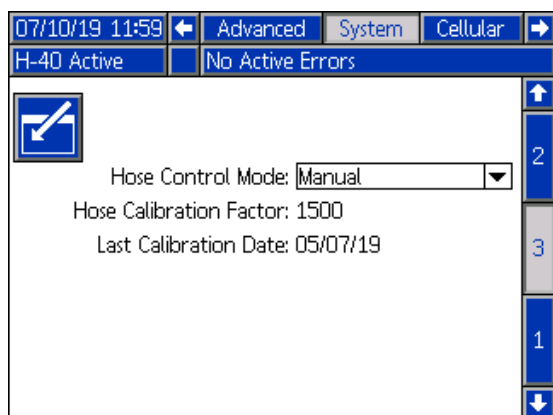 07/10/19 11:59 Advanced System Cellular
H-40 Active No Active Errors
2
Hose Control Mode: Manual
Hose Calibration Factor: 1500
Last Calibration Date: 05/07/19
3
1